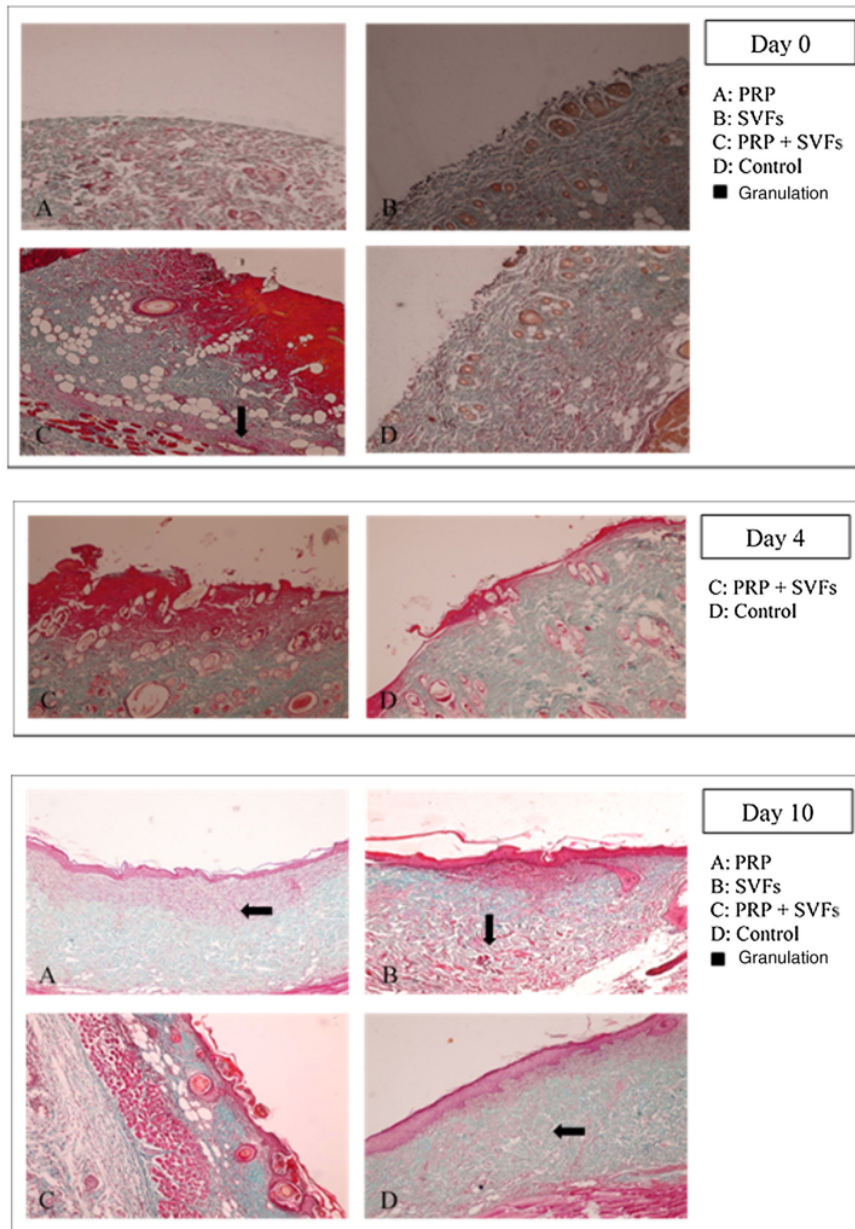 Day 0
A: PRP
B: SVFs
C: PRP + SVFs
D: Control
Granulation
A
B
C
D
Day 4
C: PRP + SVFs
D: Control
C
D
Day 10
A: PRP
B: SVFs
C: PRP + SVFs
D: Control
Granulation
A
B
C
D